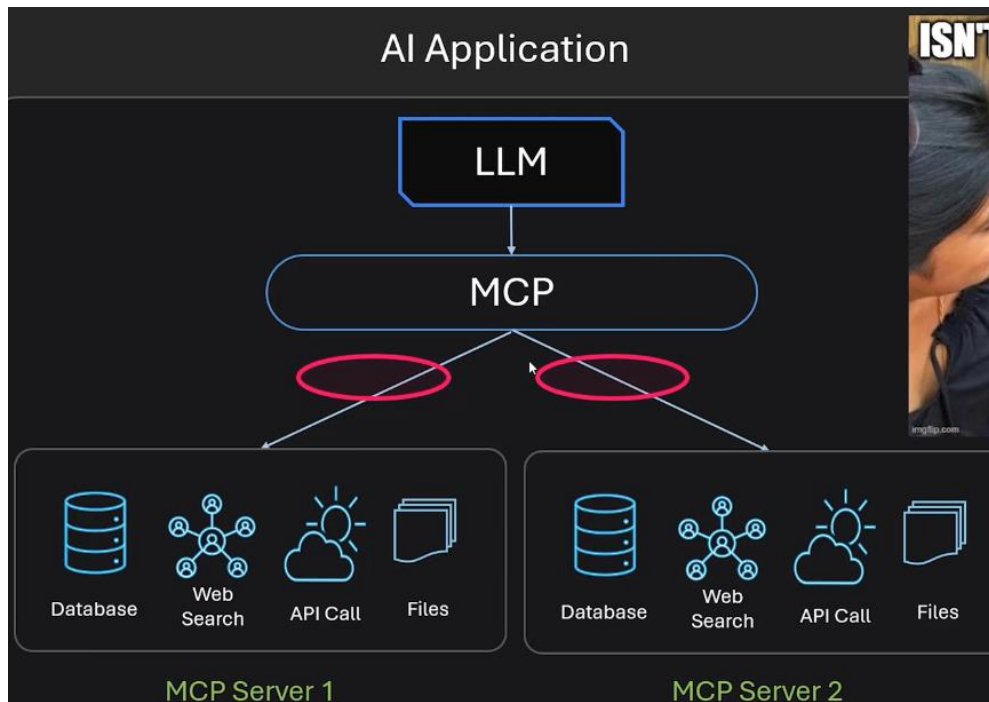 AI Application
ISN'T
LLM
MCP
imgflip.com
Database
Web
Search
API Call
Files
Database
Web
Search
API Call
Files
MCP Server 1
MCP Server 2